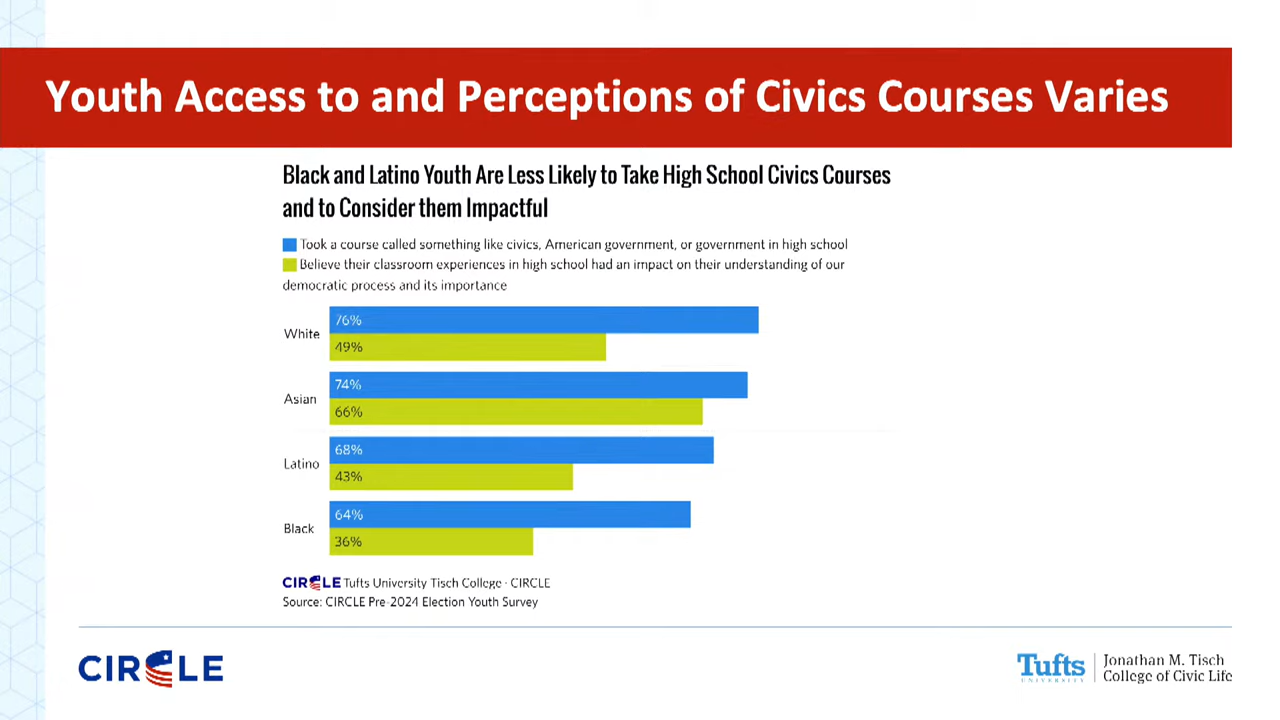 Youth Access to and Perceptions of Civics Courses Varies
Black and Latino Youth Are Less Likely to Take High School Civics Courses
and to Consider them Impactful
Took a course called something like civics, American government, or government in high school
Believe their classroom experiences in high school had an impact on their understanding of our
democratic process and its importance
White
76%
49%
Asian
74%
66%
Latino
68%
43%
Black
64%
36%
CIRCLE Tufts University Tisch College · CIRCLE
Source: CIRCLE Pre-2024 Election Youth Survey
CIRCLE
Tufts
UNIVERSITY
Jonathan M. Tisch
College of Civic Life